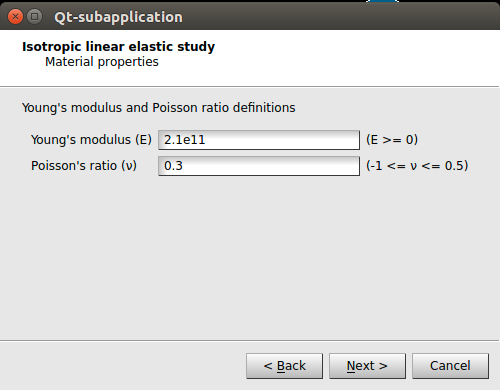 Qt-subapplication
Isotropic linear elastic study
Material properties
Young's modulus and Poisson ratio definitions
Young's modulus (E) 2.1e11 (E >= 0)
Poisson's ratio (ν) 0.3 (-1 <= ν <= 0.5)
< Back Next > Cancel